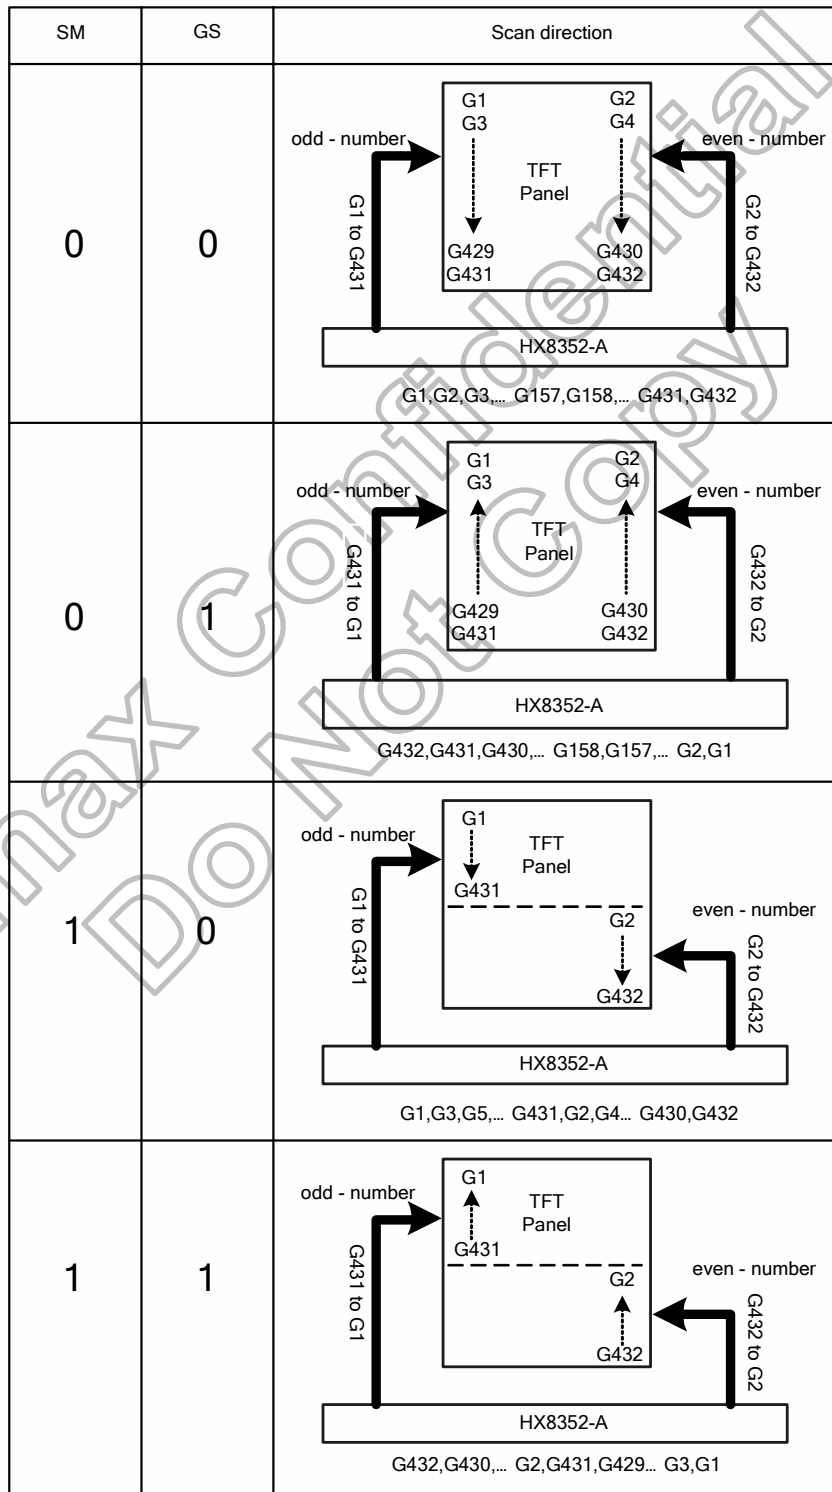 SM GS Scan direction
G1 G2
G3 G4
odd - number even - number
TFT
Panel
G1 to G431
G2 to G432
0 0
G429 G430
G431 G432
HX8352-A
G1,G2,G3,... G157,G158,... G431,G432
G1 G2
G3 G4
odd - number even - number
TFT
Panel
G431 to G1
G432 to G2
0 1
G429 G430
G431 G432
HX8352-A
G432,G431,G430,... G158,G157,... G2,G1
G1
odd - number
TFT
Panel
G431
G1 to G431
1 0
G2
even - number
G2 to G432
G432
HX8352-A
G1,G3,G5,... G431,G2,G4... G430,G432
G1
odd - number
TFT
Panel
G431
G431 to G1
1 1
G2
even - number
G432 to G2
G432
HX8352-A
G432,G430,... G2,G431,G429... G3,G1
max Confidential
Do Not Copy